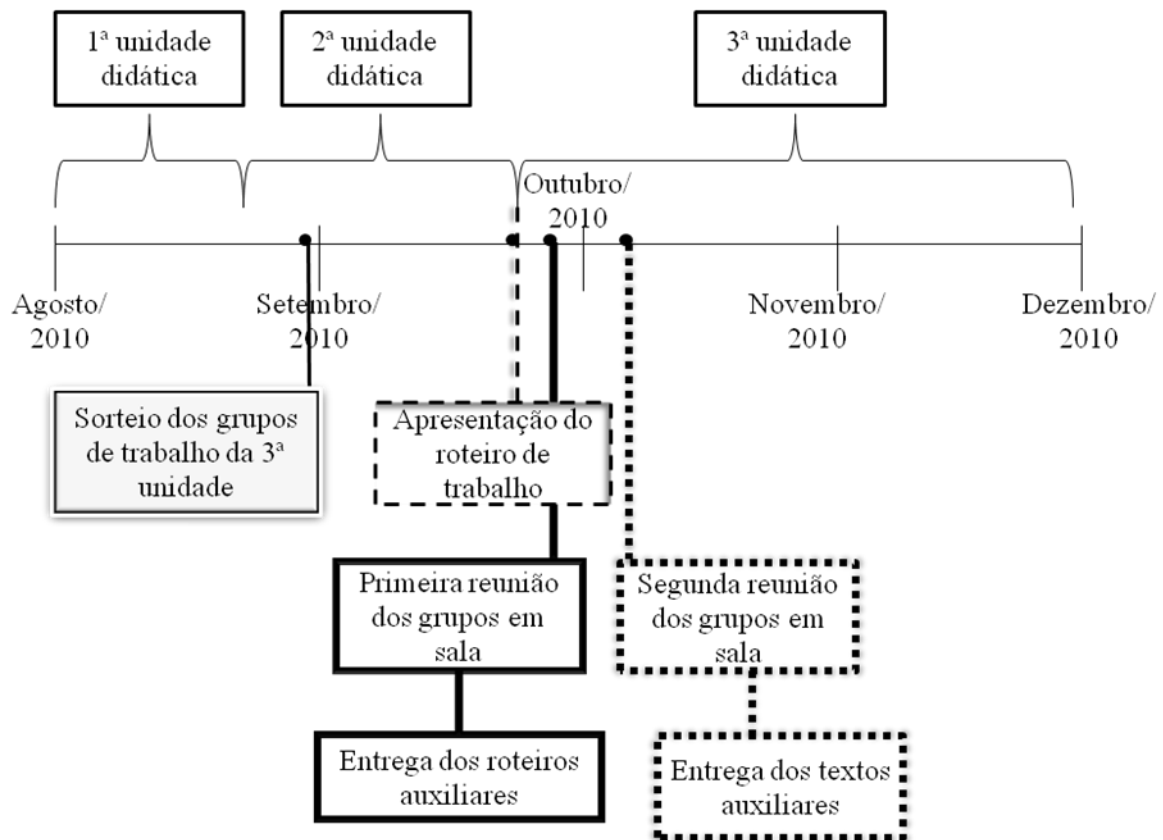 1ª unidade
didática
2ª unidade
didática
3ª unidade
didática
Outubro/
2010
Agosto/
2010
Setembro/
2010
Novembro/
2010
Dezembro/
2010
Sorteio dos grupos
de trabalho da 3ª
unidade
Apresentação do
roteiro de
trabalho
Primeira reunião
dos grupos em
sala
Segunda reunião
dos grupos em
sala
Entrega dos roteiros
auxiliares
Entrega dos textos
auxiliares